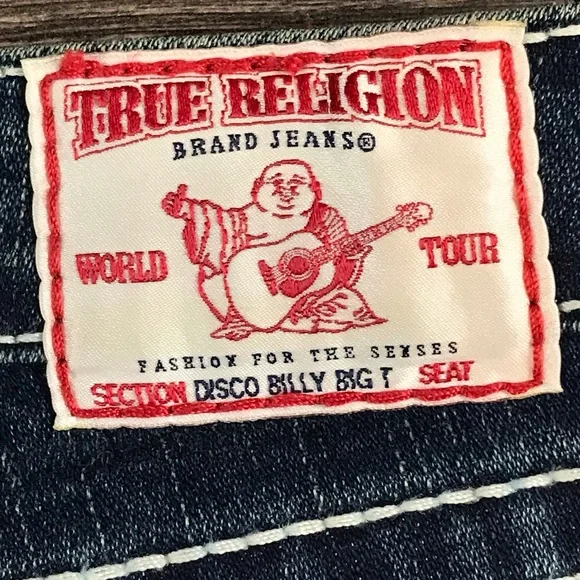 TRUE RELIGION
BRAND JEANS®
WORLD TOUR
FASHION FOR THE SENSES
SECTION DISCO BILLY BIG T SEAT